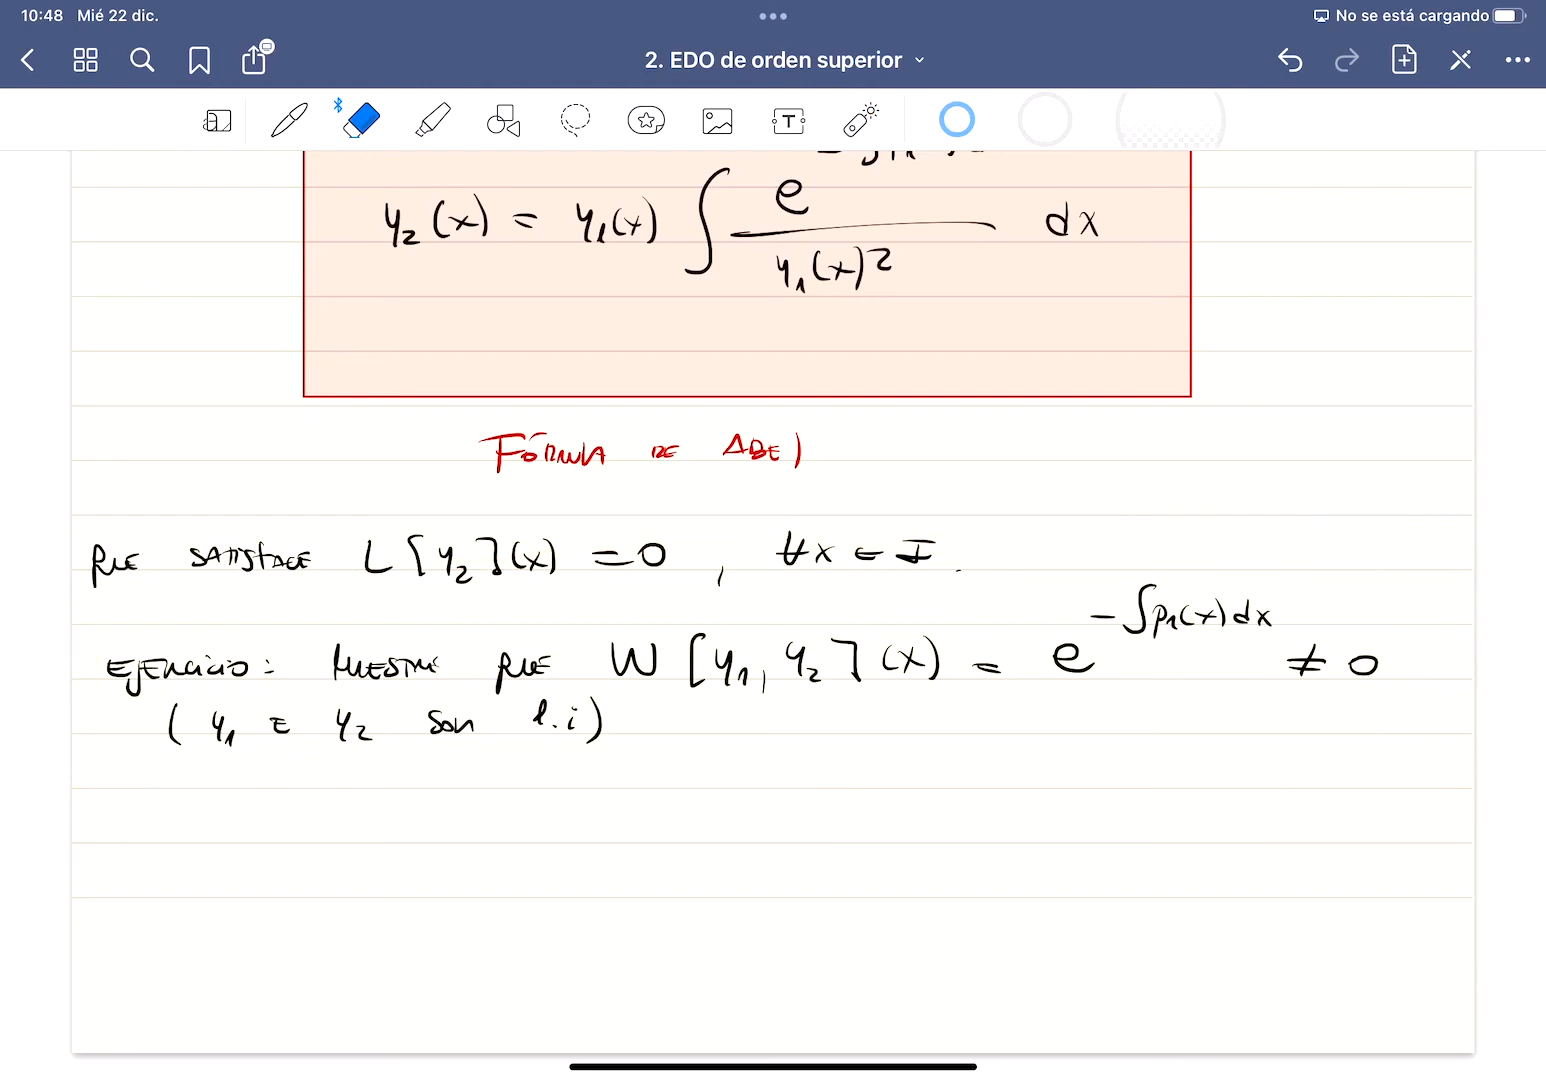 10:48 Mié 22 dic.
No se está cargando
2. EDO de orden superior
y₂(x) = y₁(x) ∫ e / y₁(x)² dx
FÓRMULA DE ABEl
QUE SATISFACE L[y₂](x) = 0 , ∀x ∈ I.
EJERCICIO: MUESTRE QUE W[y₁, y₂](x) = e^{-∫p₁(x)dx} ≠ 0
(y₁ E y₂ SON l.i)